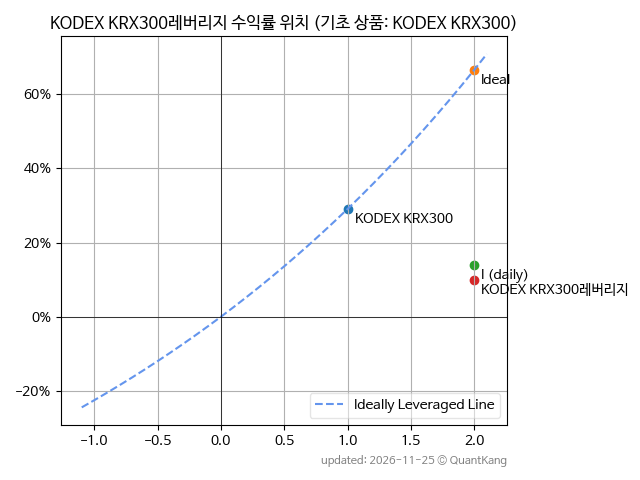 KODEX KRX300레버리지 수익률 위치 (기초 상품: KODEX KRX300)
60%
40%
20%
0%
−20%
Ideal
KODEX KRX300
l (daily)
KODEX KRX300레버리지
Ideally Leveraged Line
−1.0 −0.5 0.0 0.5 1.0 1.5 2.0
updated: 2026-11-25 © QuantKang